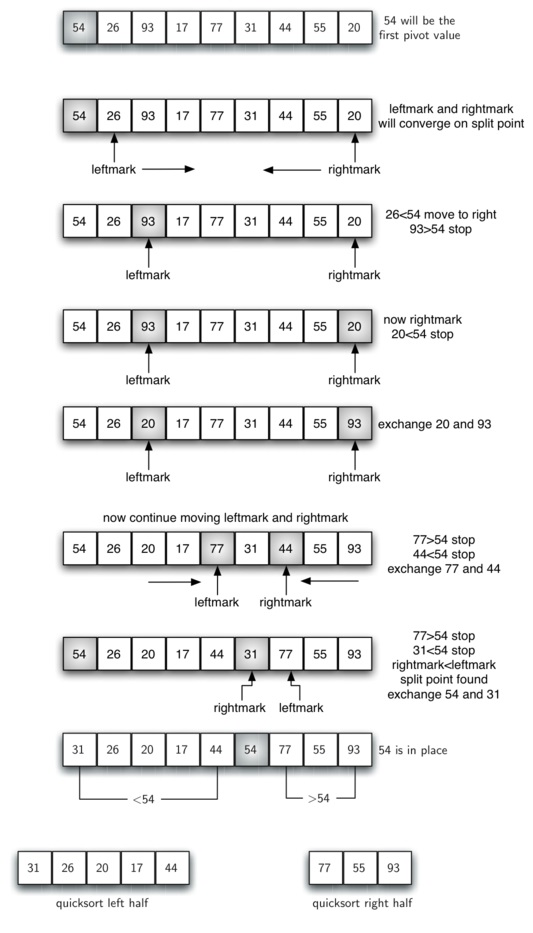 54 26 93 17 77 31 44 55 20
54 will be the
first pivot value
54 26 93 17 77 31 44 55 20
leftmark and rightmark
will converge on split point
leftmark rightmark
54 26 93 17 77 31 44 55 20
26<54 move to right
93>54 stop
leftmark rightmark
54 26 93 17 77 31 44 55 20
now rightmark
20<54 stop
leftmark rightmark
54 26 20 17 77 31 44 55 93
exchange 20 and 93
leftmark rightmark
now continue moving leftmark and rightmark
54 26 20 17 77 31 44 55 93
77>54 stop
44<54 stop
exchange 77 and 44
leftmark rightmark
54 26 20 17 44 31 77 55 93
77>54 stop
31<54 stop
rightmark<leftmark
split point found
exchange 54 and 31
rightmark leftmark
31 26 20 17 44 54 77 55 93
54 is in place
<54 >54
31 26 20 17 44
77 55 93
quicksort left half
quicksort right half